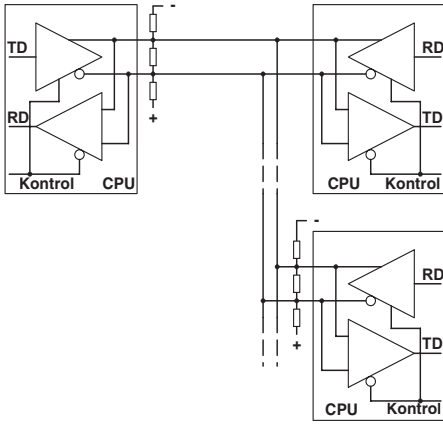 -
TD
RD
+
Kontrol CPU
RD
TD
CPU Kontrol
-
RD
TD
+
CPU Kontrol